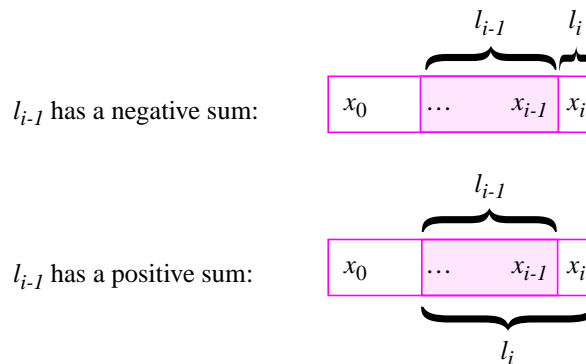 l_{i-1} l_i
l_{i-1} has a negative sum: x_0 … x_{i-1} x_i
l_{i-1}
l_{i-1} has a positive sum: x_0 … x_{i-1} x_i
l_i